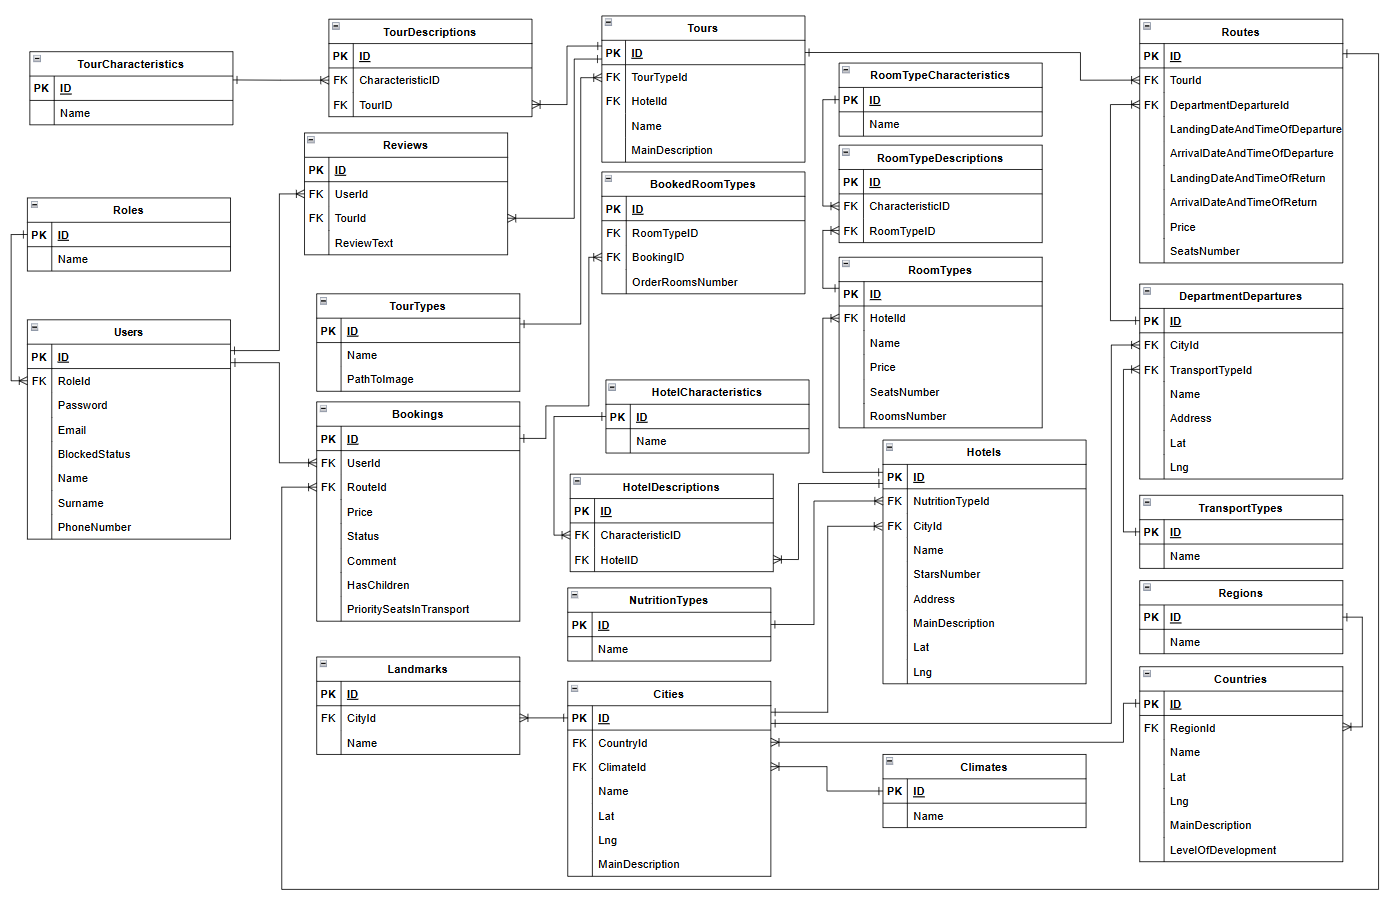 TourCharacteristics
PK ID
Name
TourDescriptions
PK ID
FK CharacteristicID
FK TourID
Tours
PK ID
FK TourTypeId
FK HotelId
Name
MainDescription
RoomTypeCharacteristics
PK ID
Name
Routes
PK ID
FK TourId
FK DepartmentDepartureId
LandingDateAndTimeOfDeparture
ArrivalDateAndTimeOfDeparture
LandingDateAndTimeOfReturn
ArrivalDateAndTimeOfReturn
Price
SeatsNumber
Reviews
PK ID
FK UserId
FK TourId
ReviewText
BookedRoomTypes
PK ID
FK RoomTypeID
FK BookingID
OrderRoomsNumber
RoomTypeDescriptions
PK ID
FK CharacteristicID
FK RoomTypeID
Roles
PK ID
Name
RoomTypes
PK ID
FK HotelId
Name
Price
SeatsNumber
RoomsNumber
DepartmentDepartures
PK ID
FK CityId
FK TransportTypeId
Name
Address
Lat
Lng
TourTypes
PK ID
Name
PathToImage
Users
PK ID
FK RoleId
Password
Email
BlockedStatus
Name
Surname
PhoneNumber
Bookings
PK ID
FK UserId
FK RouteId
Price
Status
Comment
HasChildren
PrioritySeatsInTransport
HotelCharacteristics
PK ID
Name
Hotels
PK ID
FK NutritionTypeId
FK CityId
Name
StarsNumber
Address
MainDescription
Lat
Lng
HotelDescriptions
PK ID
FK CharacteristicID
FK HotelID
TransportTypes
PK ID
Name
NutritionTypes
PK ID
Name
Regions
PK ID
Name
Landmarks
PK ID
FK CityId
Name
Cities
PK ID
FK CountryId
FK ClimateId
Name
Lat
Lng
MainDescription
Countries
PK ID
FK RegionId
Name
Lat
Lng
MainDescription
LevelOfDevelopment
Climates
PK ID
Name